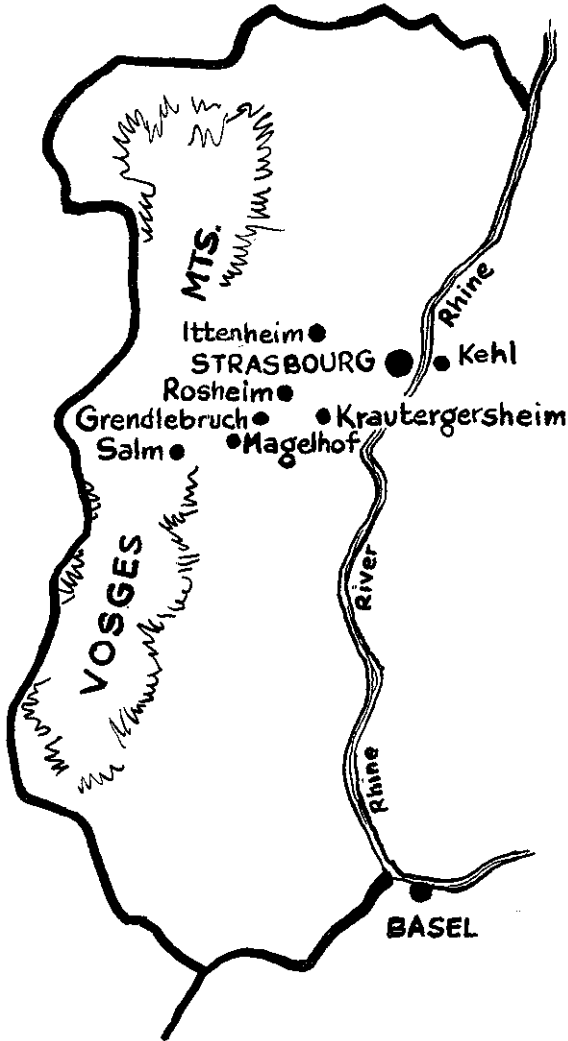 MTS.
Rhine
Ittenheim
STRASBOURG
Kehl
Rosheim
Grendlebruch
Krautergersheim
Salm
Magelhof
VOSGES
River
Rhine
BASEL